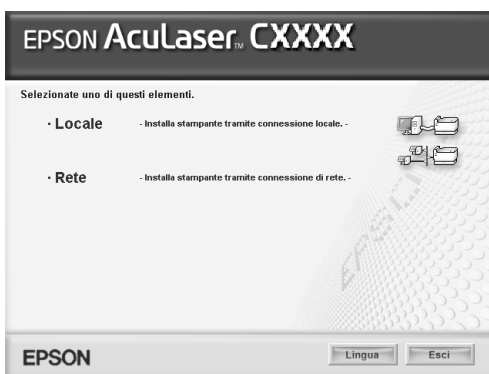 EPSON AcuLaser™ CXXXX
Selezionate uno di questi elementi.
· Locale - Installa stampante tramite connessione locale. -
· Rete - Installa stampante tramite connessione di rete. -
EPSON
EPSON Lingua Esci